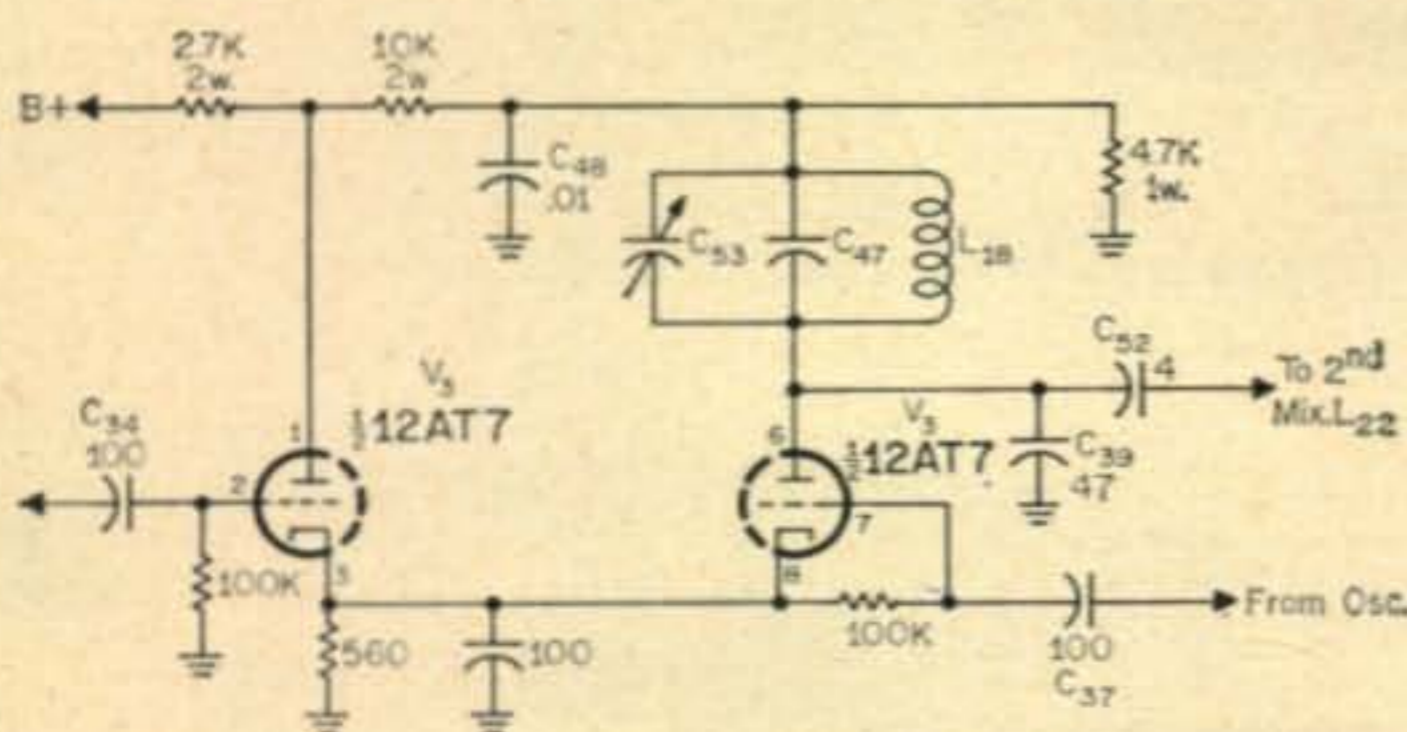 2.7K
2w.
10K
2w
B+
C48
.01
47K
1w.
C53
C47
L18
C52
4
To 2nd
Mix. L22
V3
½12AT7
1
C34
100
2
3
100K
560
100
V3
½12AT7
6
7
8
C39
47
100K
100
C37
From Osc.